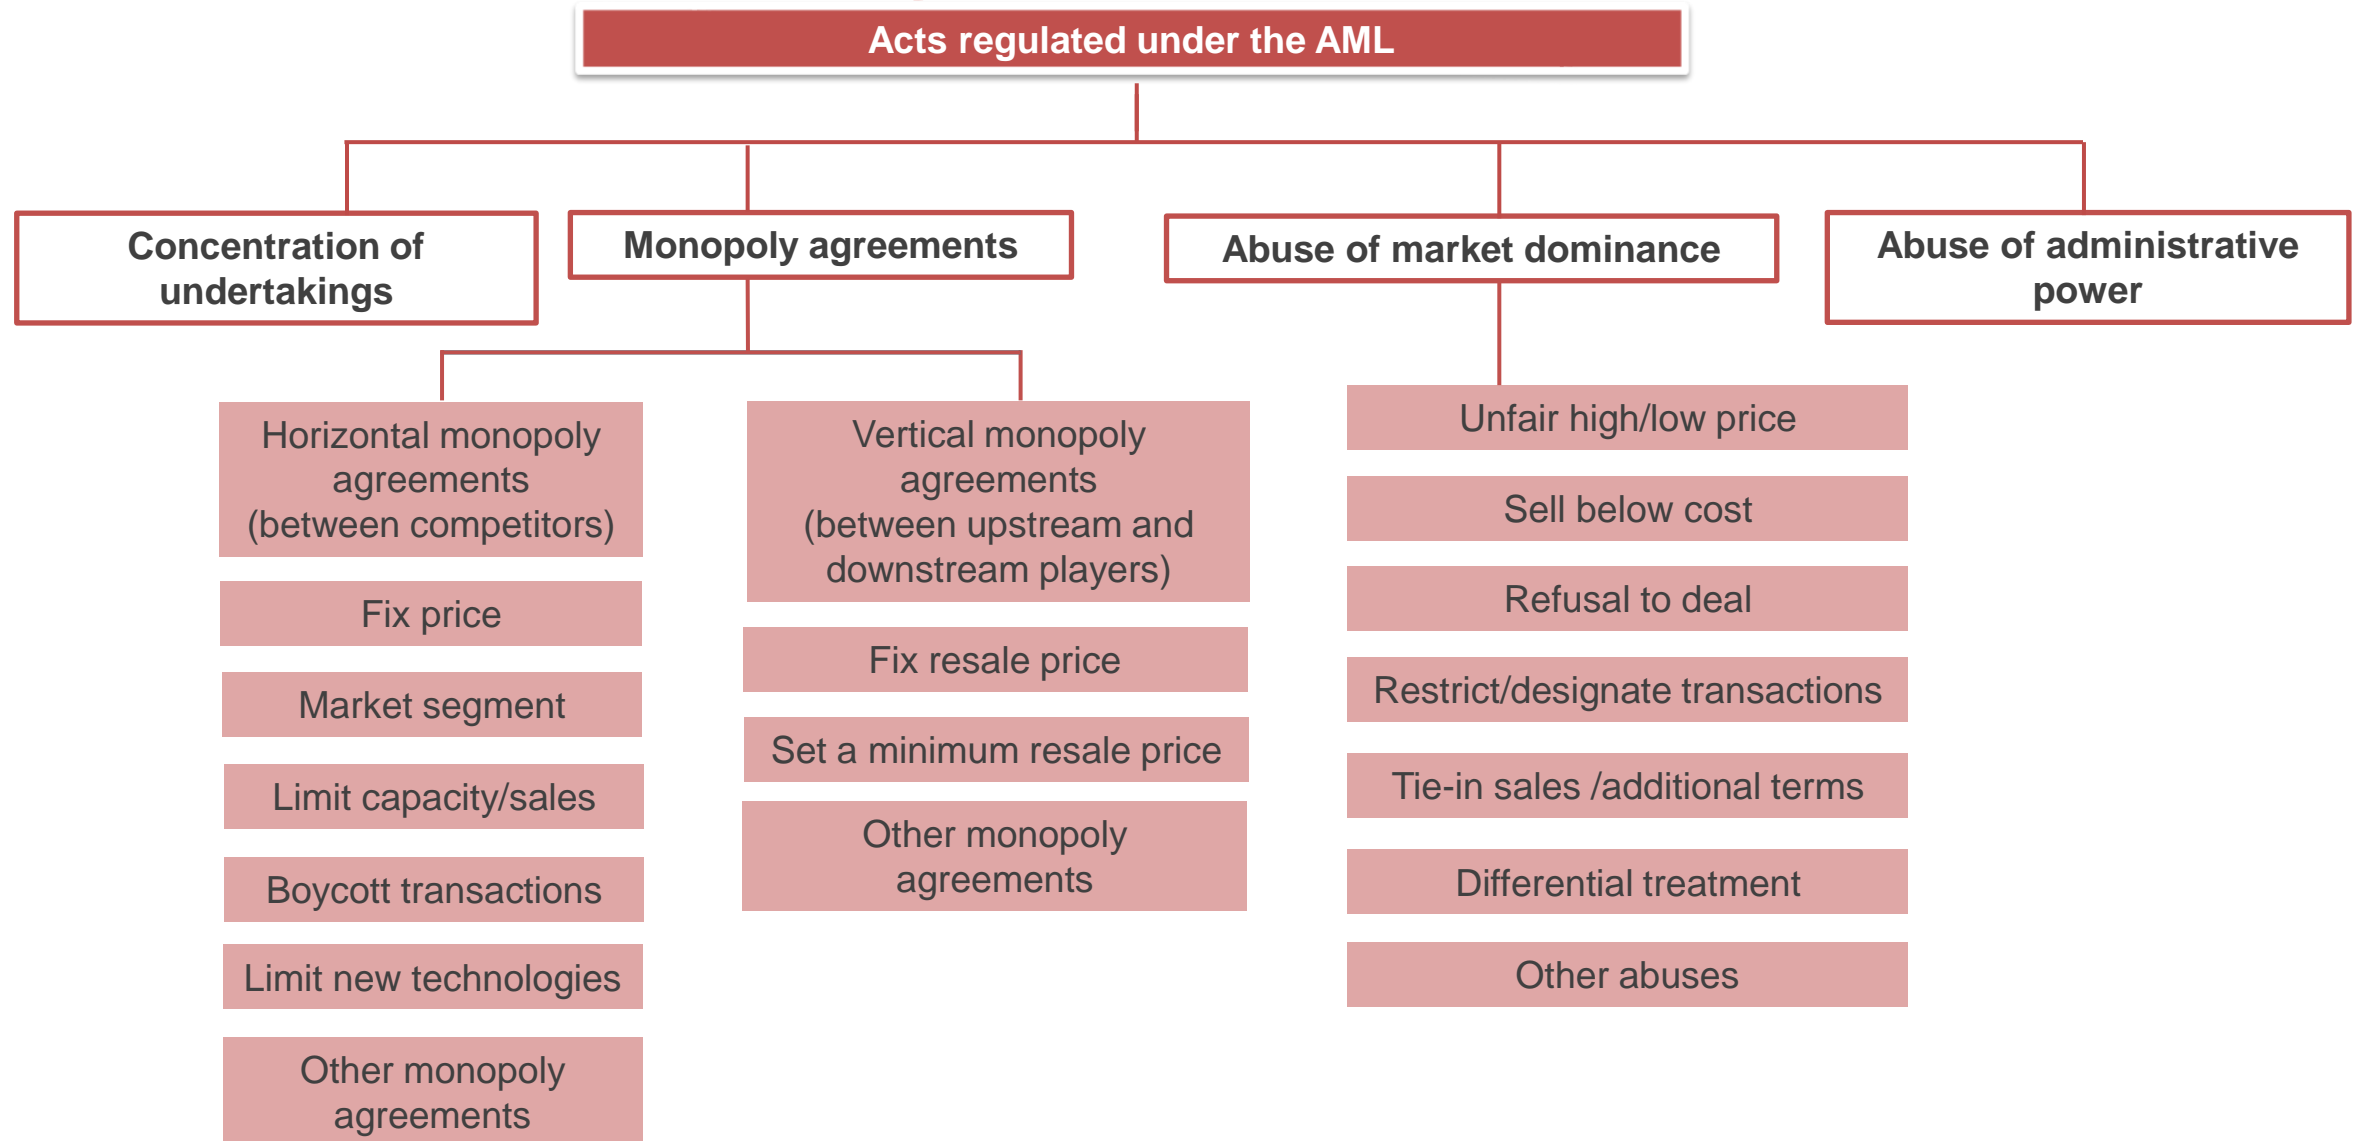 Acts regulated under the AML
Concentration of
undertakings
Monopoly agreements
Abuse of market dominance
Abuse of administrative
power
Horizontal monopoly
agreements
(between competitors)
Fix price
Market segment
Limit capacity/sales
Boycott transactions
Limit new technologies
Other monopoly
agreements
Vertical monopoly
agreements
(between upstream and
downstream players)
Fix resale price
Set a minimum resale price
Other monopoly
agreements
Unfair high/low price
Sell below cost
Refusal to deal
Restrict/designate transactions
Tie-in sales /additional terms
Differential treatment
Other abuses